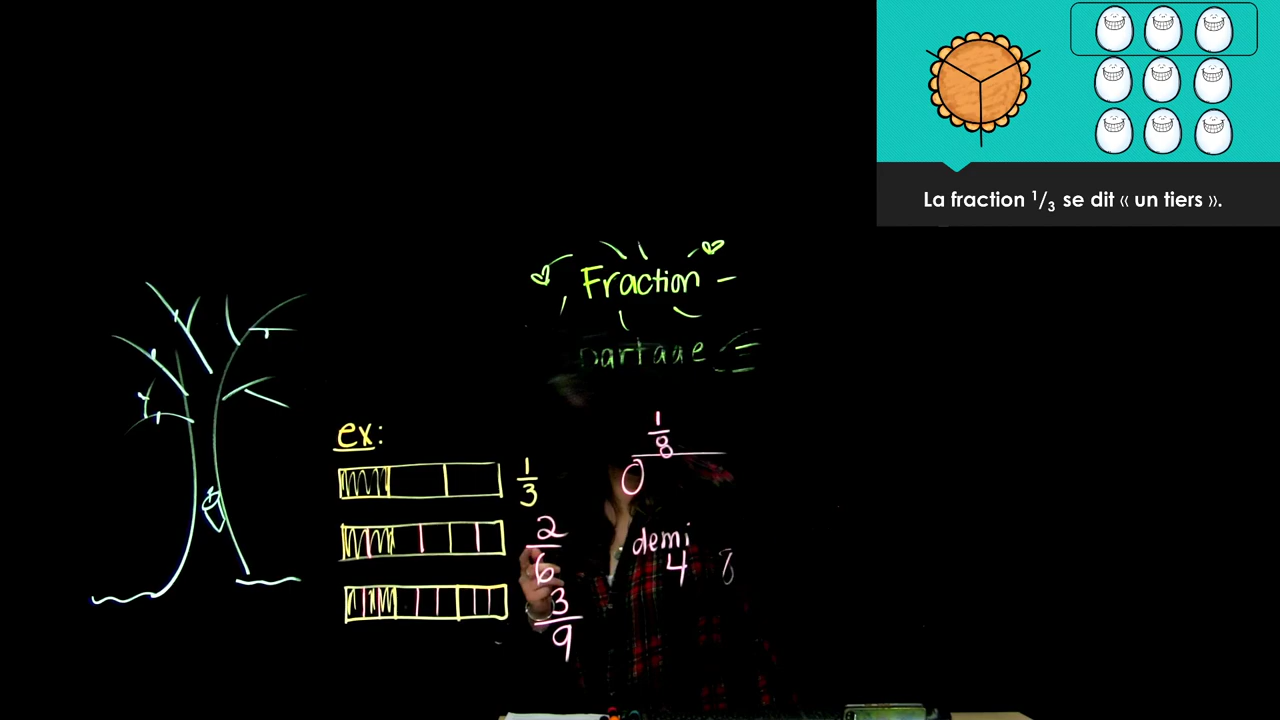 La fraction 1/3 se dit « un tiers ».
Fraction
partage
ex:
1/3
2/6
3/9
1/8
0
demi
4 8